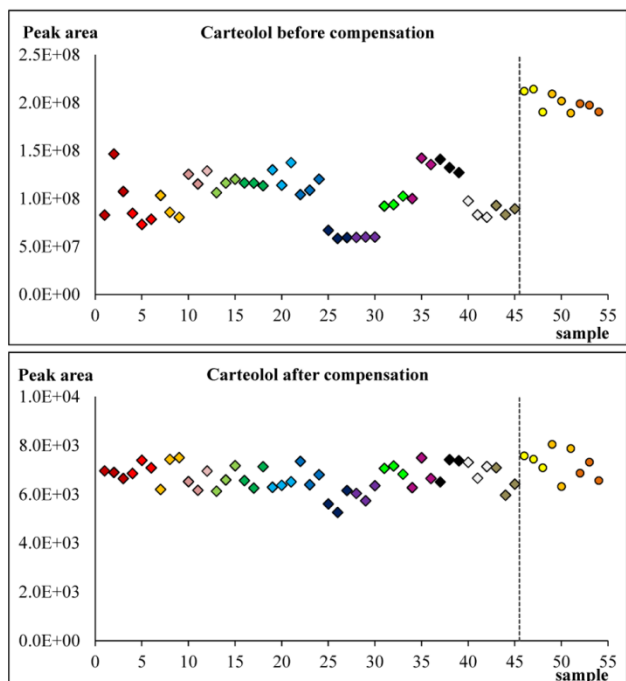 Peak area Carteolol before compensation
2.5E+08
2.0E+08
1.5E+08
1.0E+08
5.0E+07
0.0E+00
0 5 10 15 20 25 30 35 40 45 50 55
sample
Peak area Carteolol after compensation
1.0E+04
8.0E+03
6.0E+03
4.0E+03
2.0E+03
0.0E+00
0 5 10 15 20 25 30 35 40 45 50 55
sample